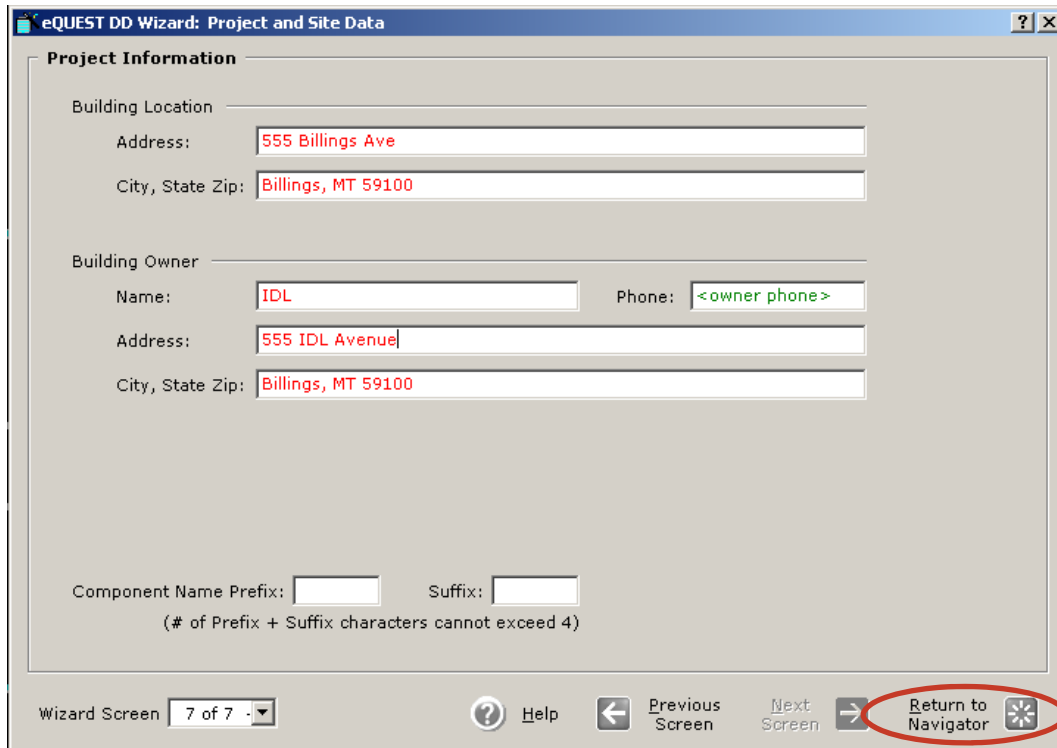 eQUEST DD Wizard: Project and Site Data
Project Information
Building Location
Address: 555 Billings Ave
City, State Zip: Billings, MT 59100
Building Owner
Name: IDL Phone: <owner phone>
Address: 555 IDL Avenue
City, State Zip: Billings, MT 59100
Component Name Prefix: Suffix:
(# of Prefix + Suffix characters cannot exceed 4)
Wizard Screen 7 of 7 - Help Previous Screen Next Screen Return to Navigator